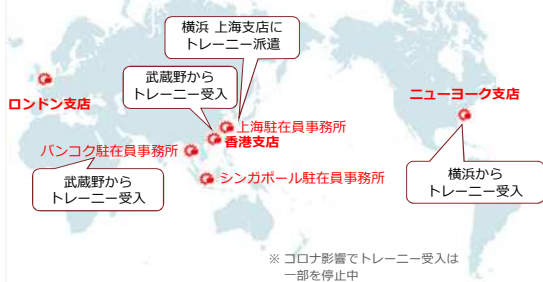 横浜 上海支店に
トレーニー派遣
武蔵野から
トレーニー受入
ロンドン支店
ニューヨーク支店
上海駐在員事務所
香港支店
バンコク駐在員事務所
シンガポール駐在員事務所
武蔵野から
トレーニー受入
横浜から
トレーニー受入
※ コロナ影響でトレーニー受入は
一部を停止中